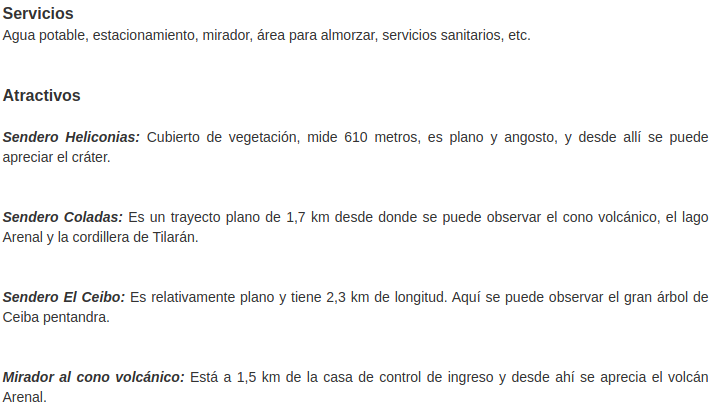 Servicios
Agua potable, estacionamiento, mirador, área para almorzar, servicios sanitarios, etc.
Atractivos
Sendero Heliconias: Cubierto de vegetación, mide 610 metros, es plano y angosto, y desde allí se puede
apreciar el cráter.
Sendero Coladas: Es un trayecto plano de 1,7 km desde donde se puede observar el cono volcánico, el lago
Arenal y la cordillera de Tilarán.
Sendero El Ceibo: Es relativamente plano y tiene 2,3 km de longitud. Aquí se puede observar el gran árbol de
Ceiba pentandra.
Mirador al cono volcánico: Está a 1,5 km de la casa de control de ingreso y desde ahí se aprecia el volcán
Arenal.